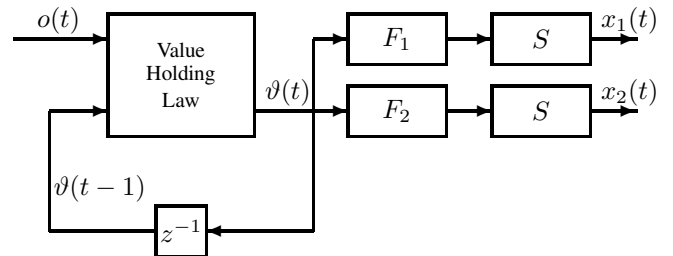 o(t)
Value
Holding
Law
ϑ(t)
F₁
S
x₁(t)
F₂
S
x₂(t)
ϑ(t − 1)
z⁻¹